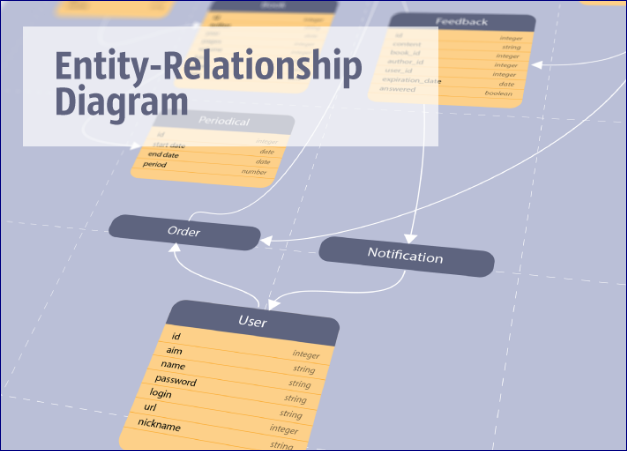 Book
Feedback
id integer
content string
book_id integer
author_id integer
user_id integer
expiration_date date
answered boolean
Entity-Relationship
Diagram
Periodical
id integer
start date date
end date date
period number
Order
Notification
User
id integer
aim string
name string
password string
login string
url integer
nickname string